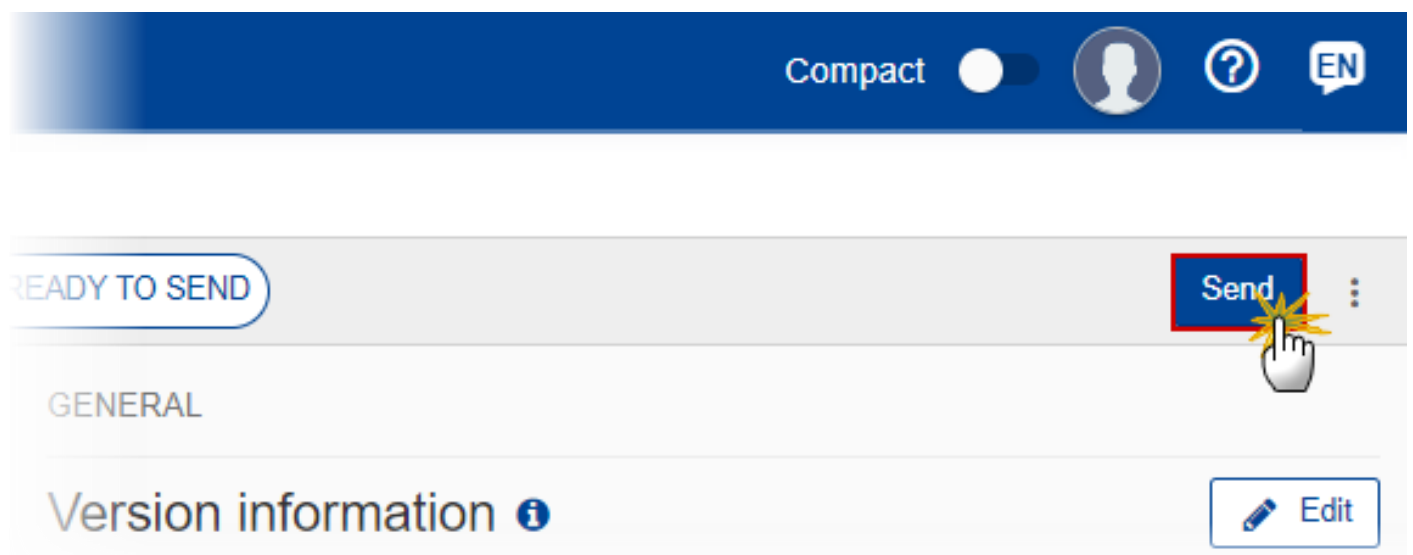 Compact
EN
READY TO SEND
Send
GENERAL
Version information
Edit